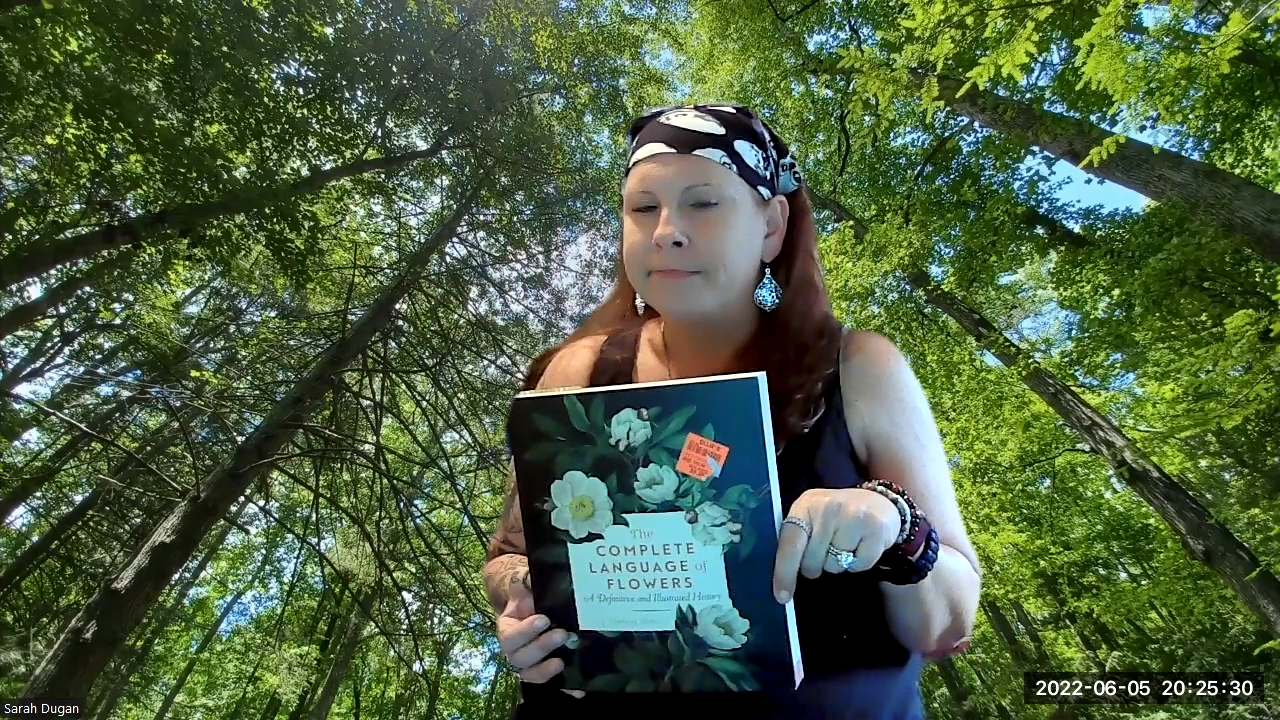 The
COMPLETE
LANGUAGE of
FLOWERS
A Definitive and Illustrated History
Sarah Dugan
2022-06-05 20:25:30